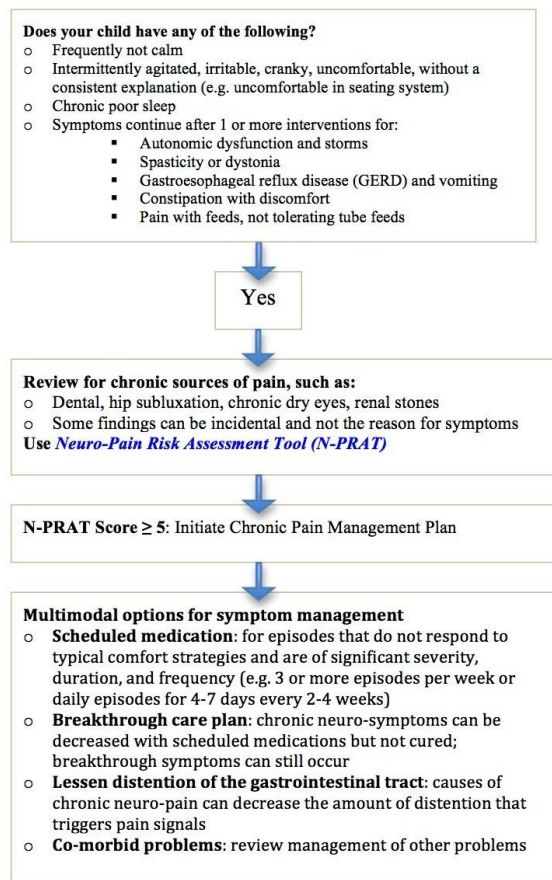 Does your child have any of the following?
o Frequently not calm
o Intermittently agitated, irritable, cranky, uncomfortable, without a
consistent explanation (e.g. uncomfortable in seating system)
o Chronic poor sleep
o Symptoms continue after 1 or more interventions for:
▪ Autonomic dysfunction and storms
▪ Spasticity or dystonia
▪ Gastroesophageal reflux disease (GERD) and vomiting
▪ Constipation with discomfort
▪ Pain with feeds, not tolerating tube feeds
Yes
Review for chronic sources of pain, such as:
o Dental, hip subluxation, chronic dry eyes, renal stones
o Some findings can be incidental and not the reason for symptoms
Use Neuro-Pain Risk Assessment Tool (N-PRAT)
N-PRAT Score ≥ 5: Initiate Chronic Pain Management Plan
Multimodal options for symptom management
o Scheduled medication: for episodes that do not respond to
typical comfort strategies and are of significant severity,
duration, and frequency (e.g. 3 or more episodes per week or
daily episodes for 4-7 days every 2-4 weeks)
o Breakthrough care plan: chronic neuro-symptoms can be
decreased with scheduled medications but not cured;
breakthrough symptoms can still occur
o Lessen distention of the gastrointestinal tract: causes of
chronic neuro-pain can decrease the amount of distention that
triggers pain signals
o Co-morbid problems: review management of other problems